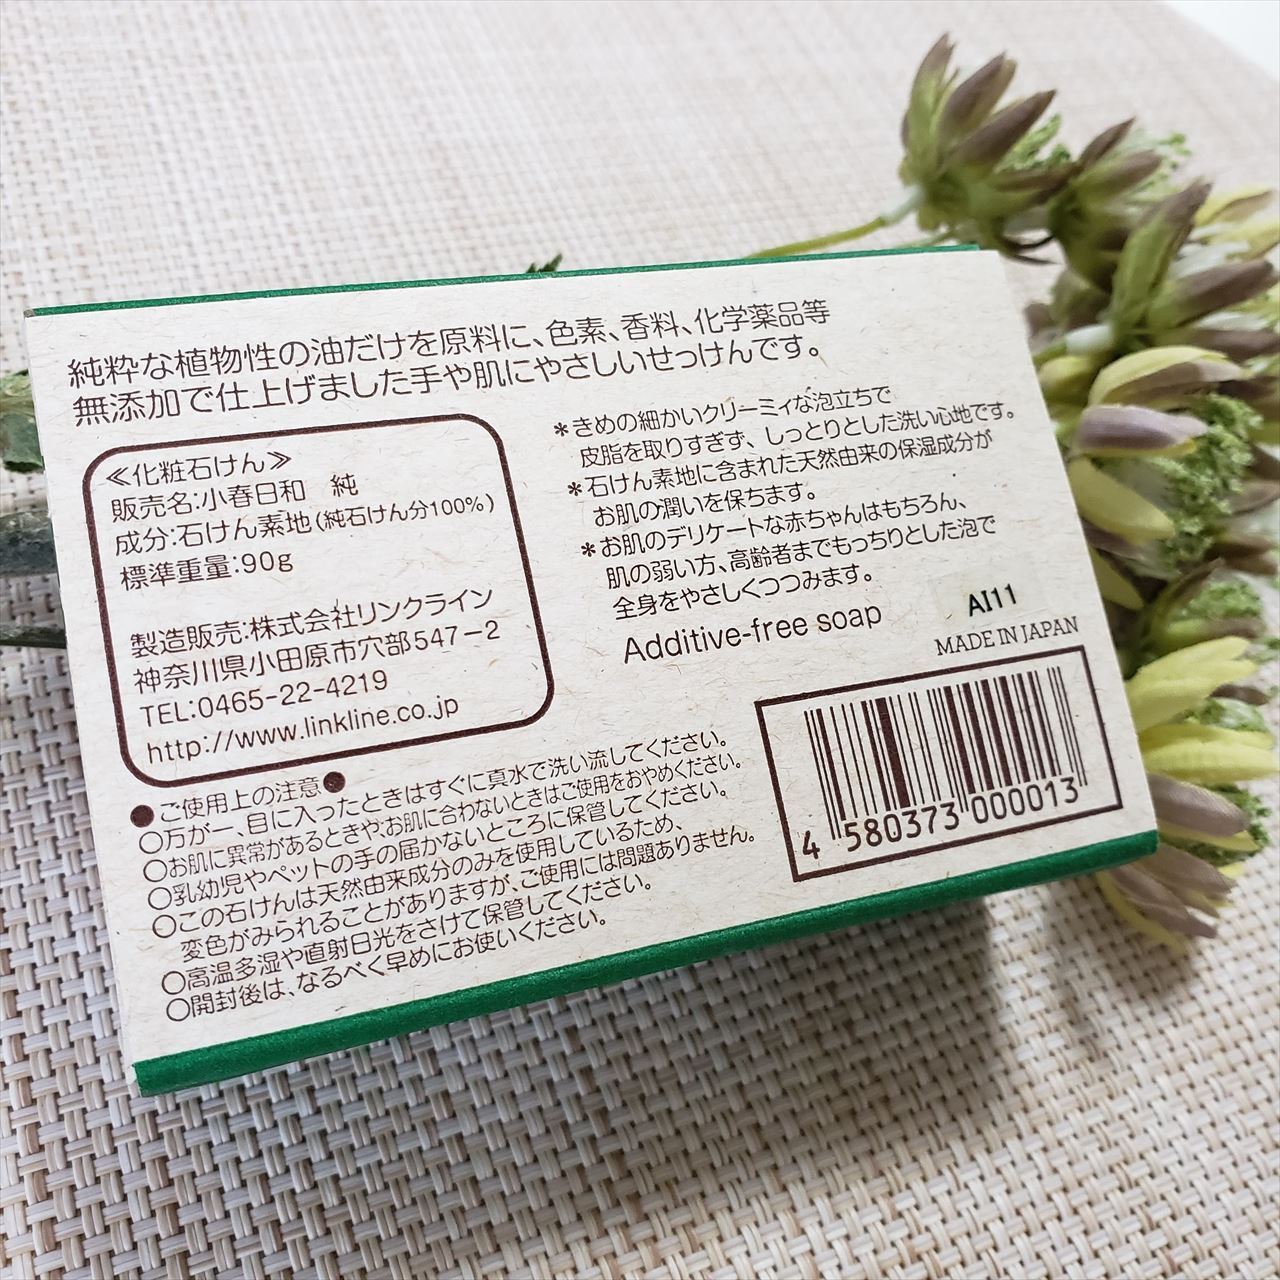 純粋な植物性の油だけを原料に、色素、香料、化学薬品等
無添加で仕上げました手や肌にやさしいせっけんです。
≪化粧石けん≫
販売名:小春日和 純
成分:石けん素地(純石けん分100%)
標準重量:90g
製造販売:株式会社リンクライン
神奈川県小田原市穴部547-2
TEL:0465-22-4219
http://www.linkline.co.jp
*きめの細かいクリーミィな泡立ちで
皮脂を取りすぎず、しっとりとした洗い心地です。
*石けん素地に含まれた天然由来の保湿成分が
お肌の潤いを保ちます。
*お肌のデリケートな赤ちゃんはもちろん、
肌の弱い方、高齢者までもっちりとした泡で
全身をやさしくつつみます。
Additive-free soap
AI11
MADE IN JAPAN
4 580373 000013
●ご使用上の注意●
○万が一、目に入ったときはすぐに真水で洗い流してください。
○お肌に異常があるときや、お肌に合わないときはご使用をおやめください。
○乳幼児やペットの手の届かないところに保管してください。
○この石けんは天然由来成分のみを使用しているため、
変色がみられることがありますが、ご使用には問題ありません。
○高温多湿や直射日光をさけて保管してください。
○開封後は、なるべく早めにお使いください。